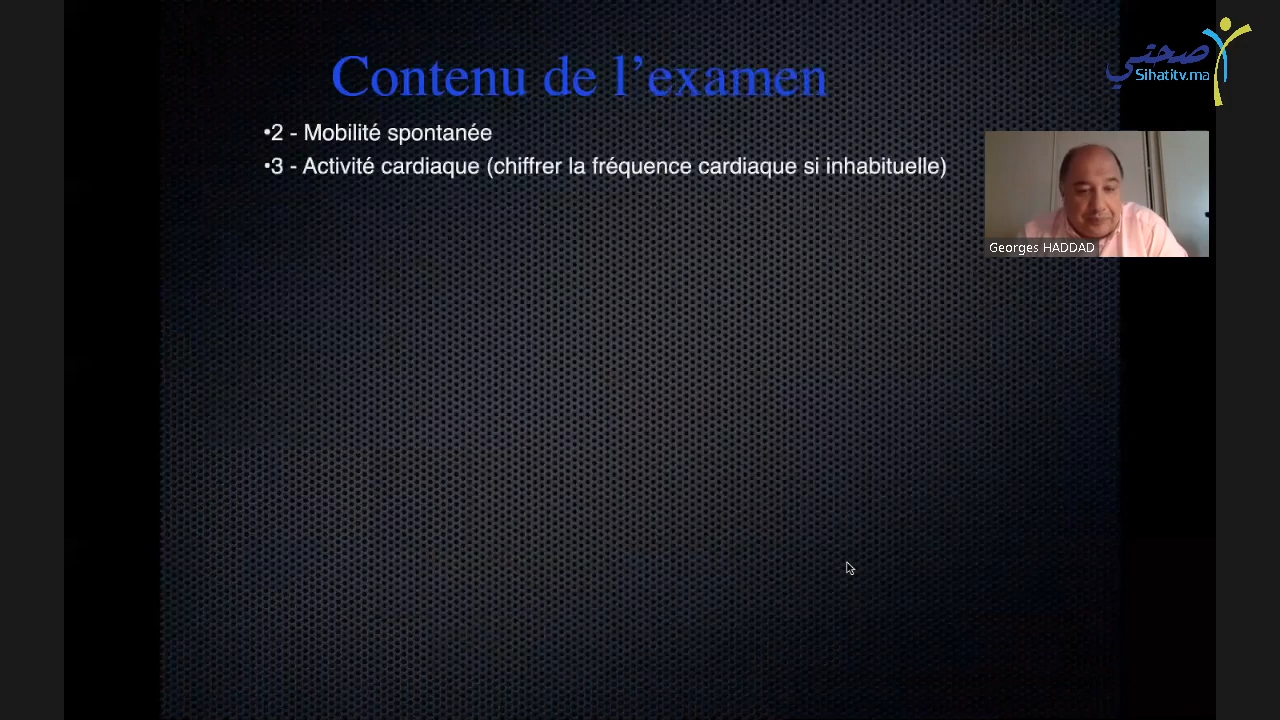 Contenu de l’examen
•2 - Mobilité spontanée
•3 - Activité cardiaque (chiffrer la fréquence cardiaque si inhabituelle)
صحتي
Sihatitv.ma
Georges HADDAD